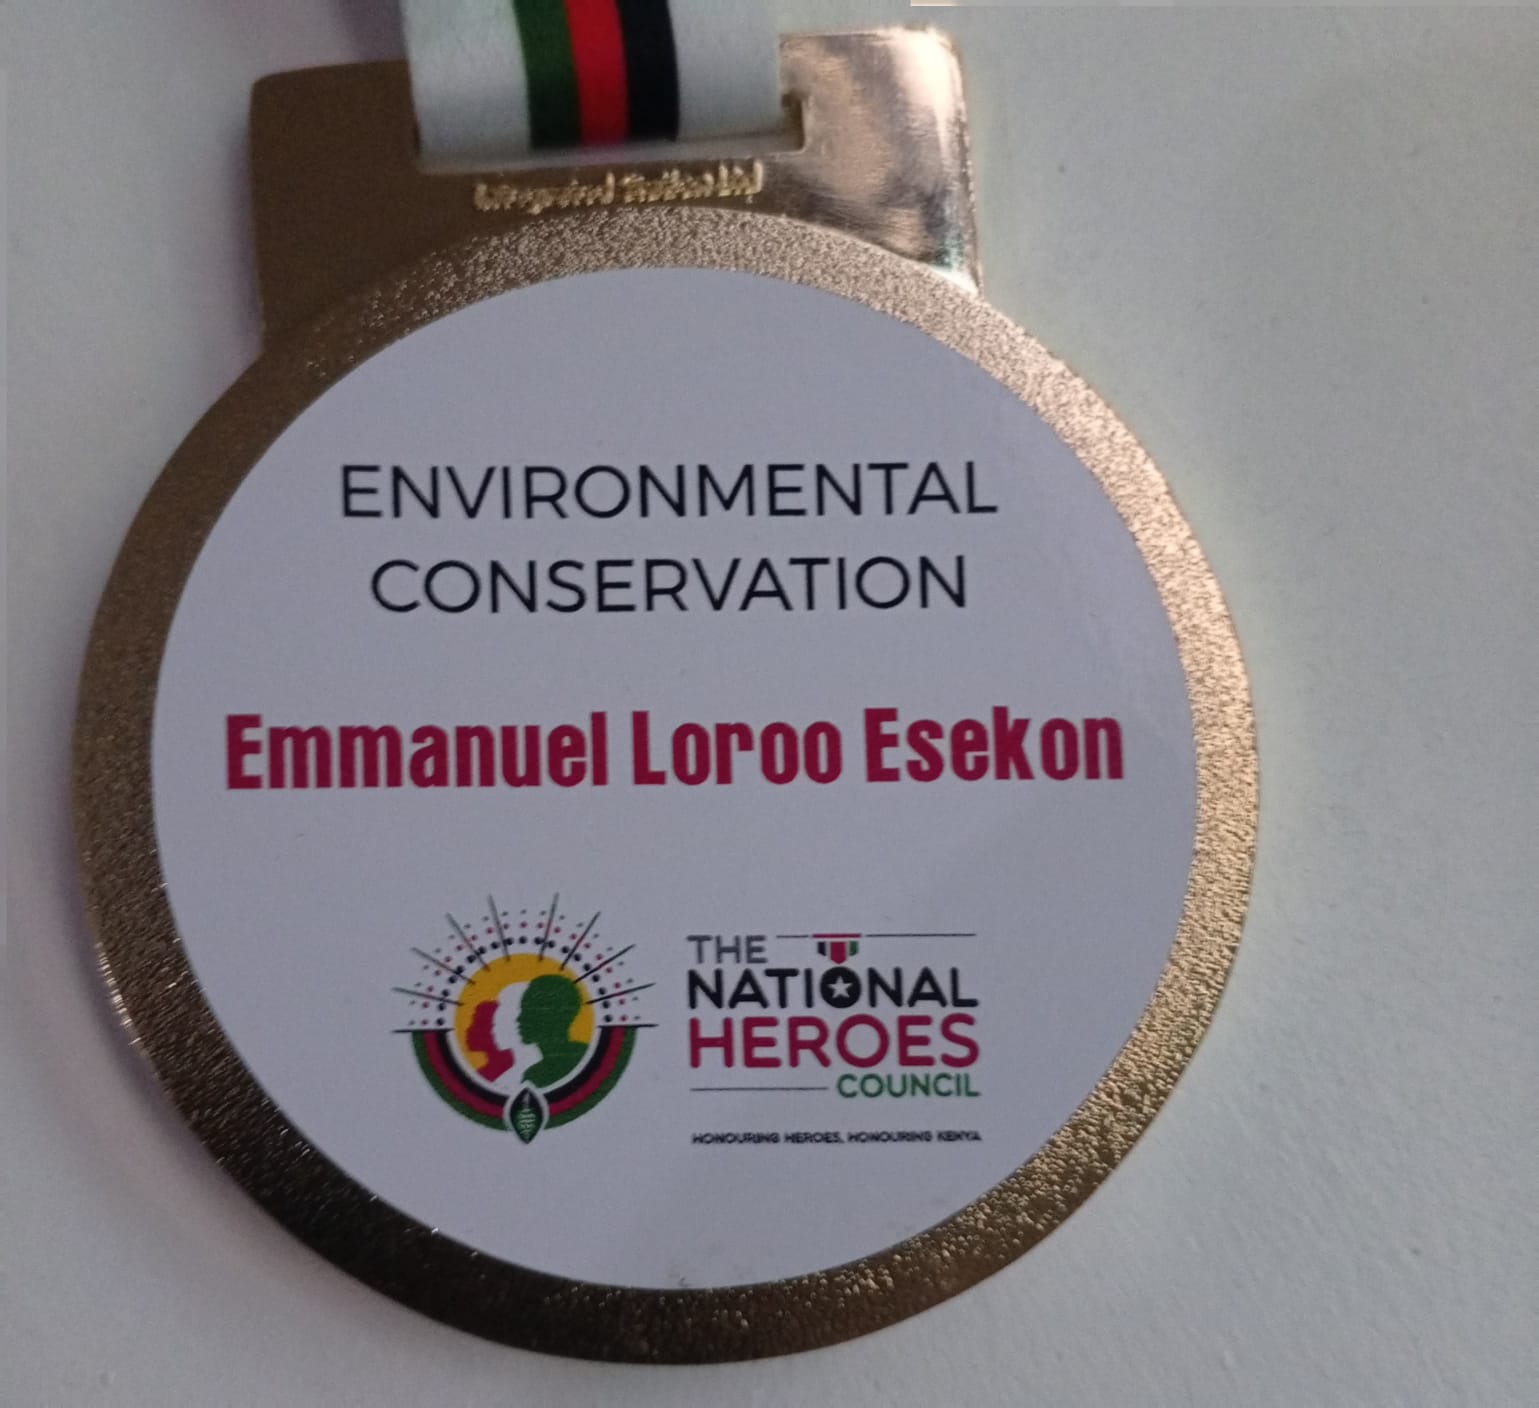 ENVIRONMENTAL
CONSERVATION
Emmanuel Loroo Esekon
THE
NATIONAL
HEROES
COUNCIL
HONOURING HEROES, HONOURING KENYA